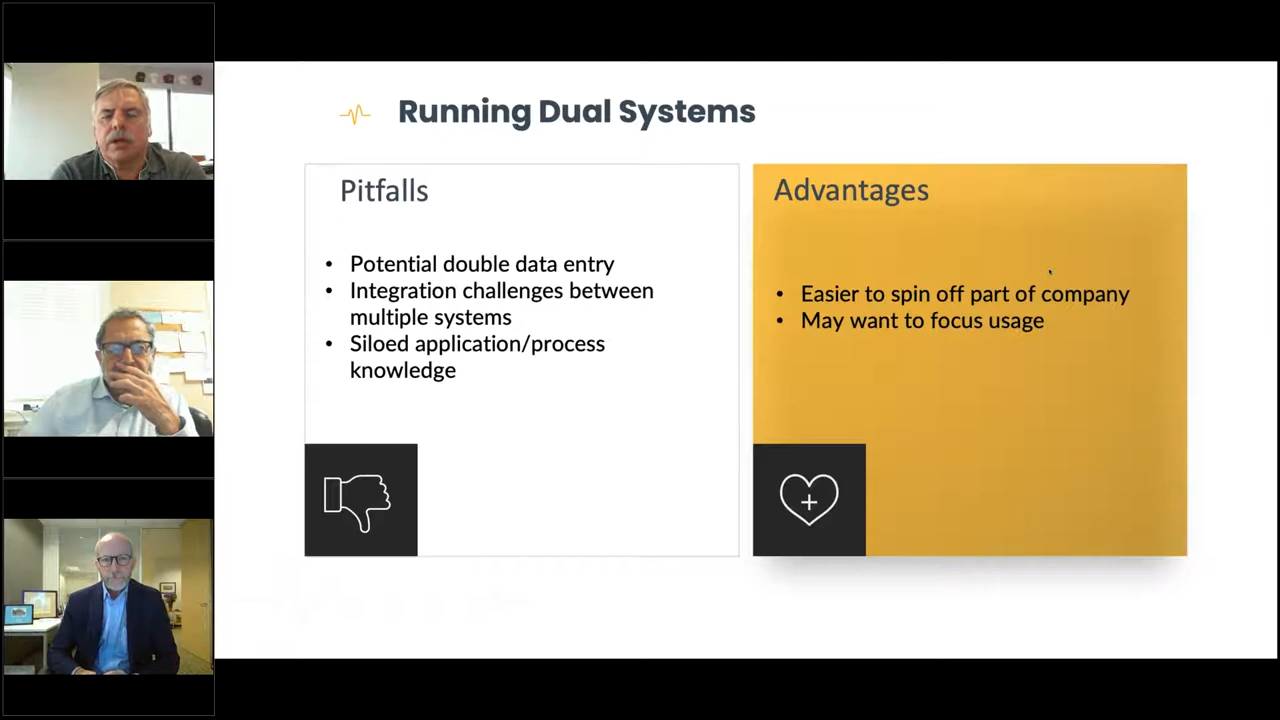 Running Dual Systems
Pitfalls
• Potential double data entry
• Integration challenges between
multiple systems
• Siloed application/process
knowledge
Advantages
• Easier to spin off part of company
• May want to focus usage